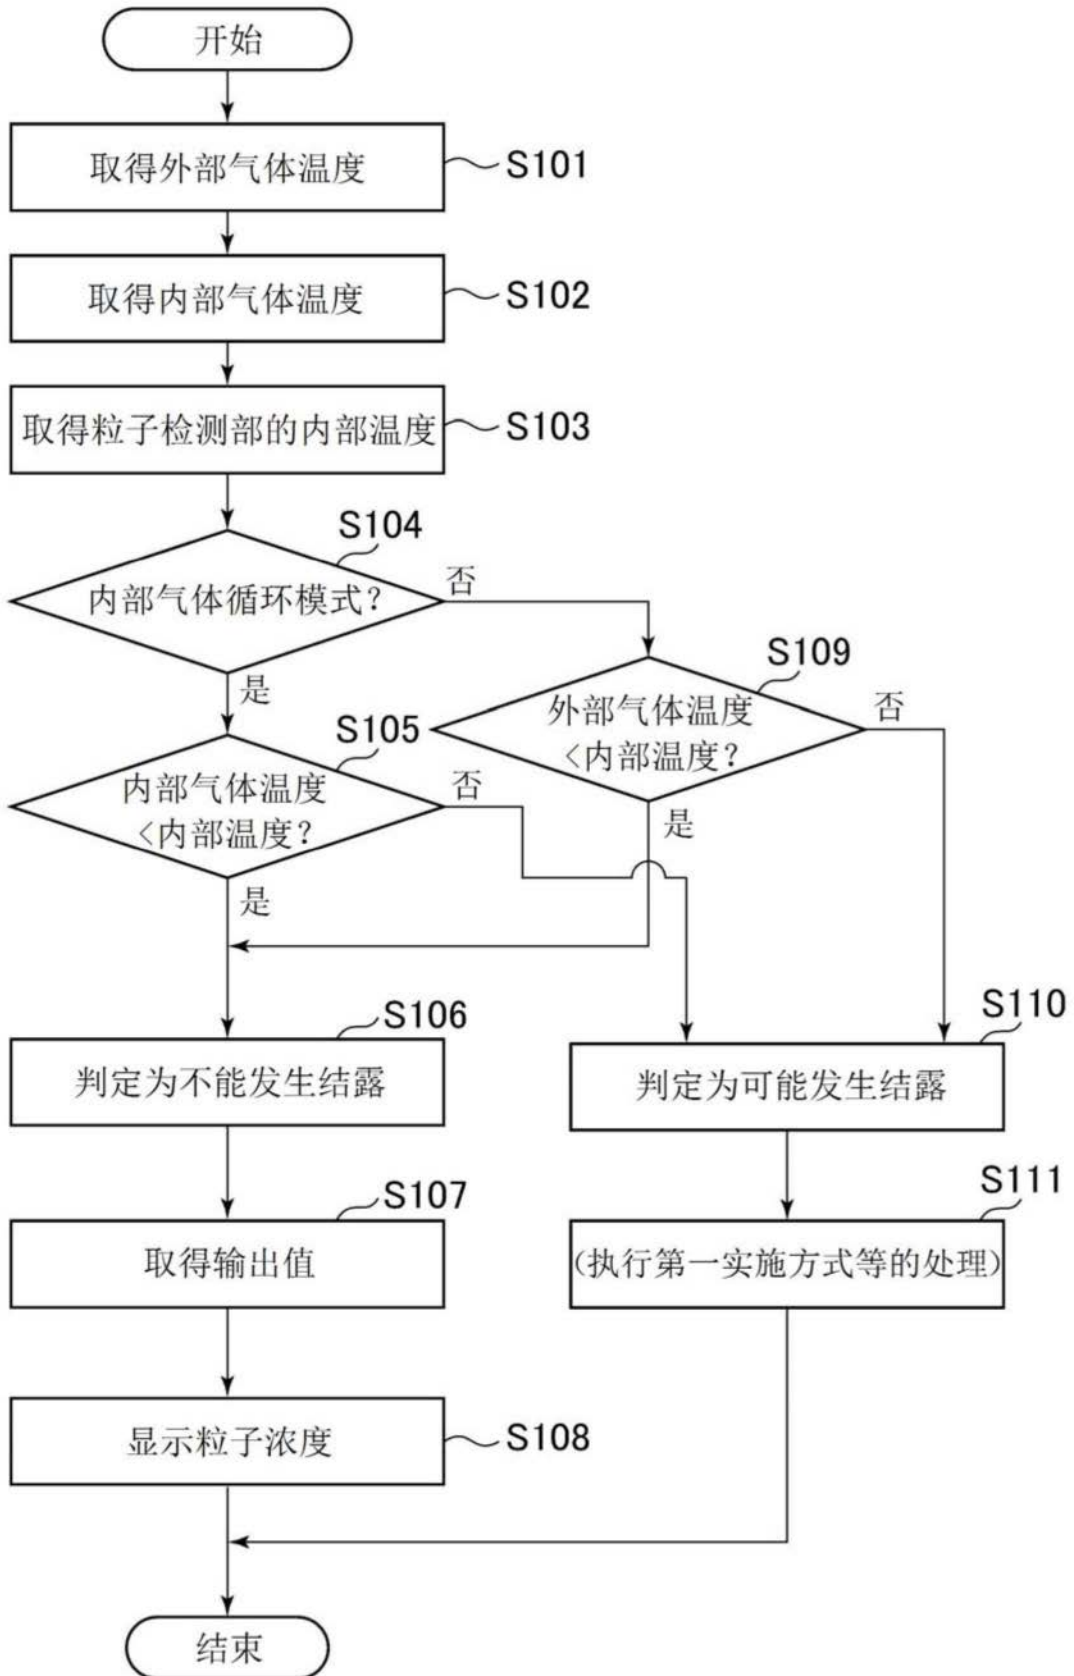 开始
取得外部气体温度
S101
取得内部气体温度
S102
取得粒子检测部的内部温度
S103
S104
内部气体循环模式？
否
是
S109
外部气体温度
<内部温度？
否
是
S105
内部气体温度
<内部温度？
否
是
S106
判定为不能发生结露
S110
判定为可能发生结露
S107
取得输出值
S111
(执行第一实施方式等的处理)
显示粒子浓度
S108
结束